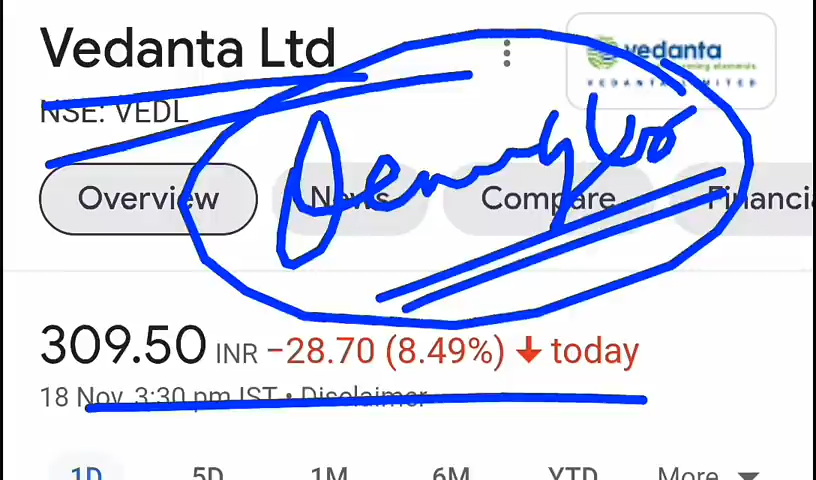 Vedanta Ltd
vedanta
VEDANTA LIMITED
NSE: VEDL
Overview
News
Compare
Financi
309.50 INR −28.70 (8.49%) ↓ today
18 Nov, 3:30 pm IST • Disclaimer
1D 5D 1M 6M YTD More